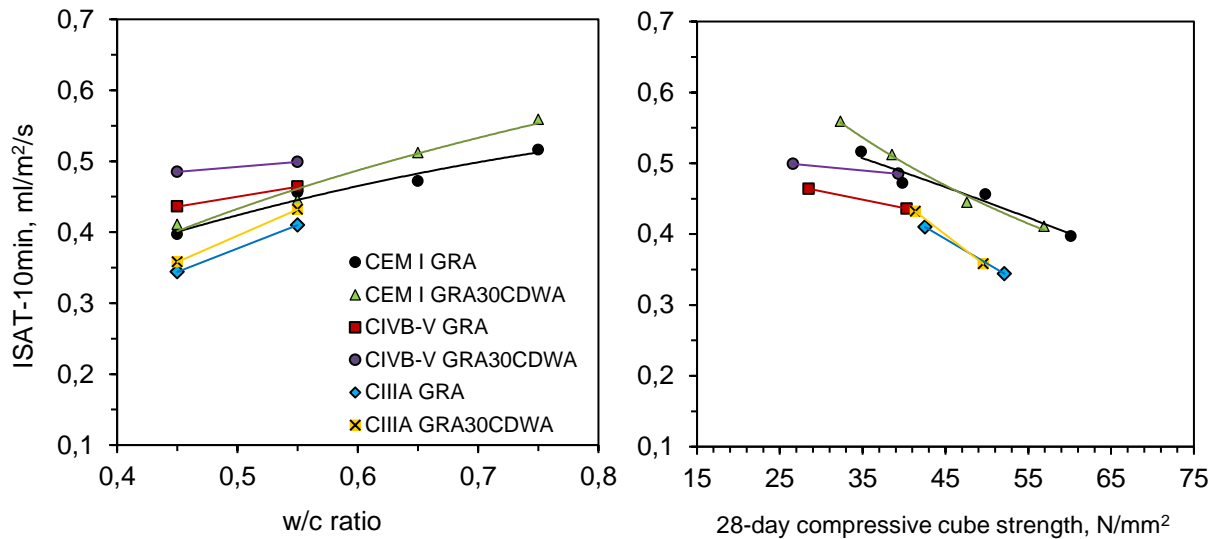 ISAT-10min, ml/m²/s
0,7
0,6
0,5
0,4
0,3
0,2
0,1
0,4 0,5 0,6 0,7 0,8
w/c ratio
CEM I GRA
CEM I GRA30CDWA
CIVB-V GRA
CIVB-V GRA30CDWA
CIIIA GRA
CIIIA GRA30CDWA
0,7
0,6
0,5
0,4
0,3
0,2
0,1
15 25 35 45 55 65 75
28-day compressive cube strength, N/mm²